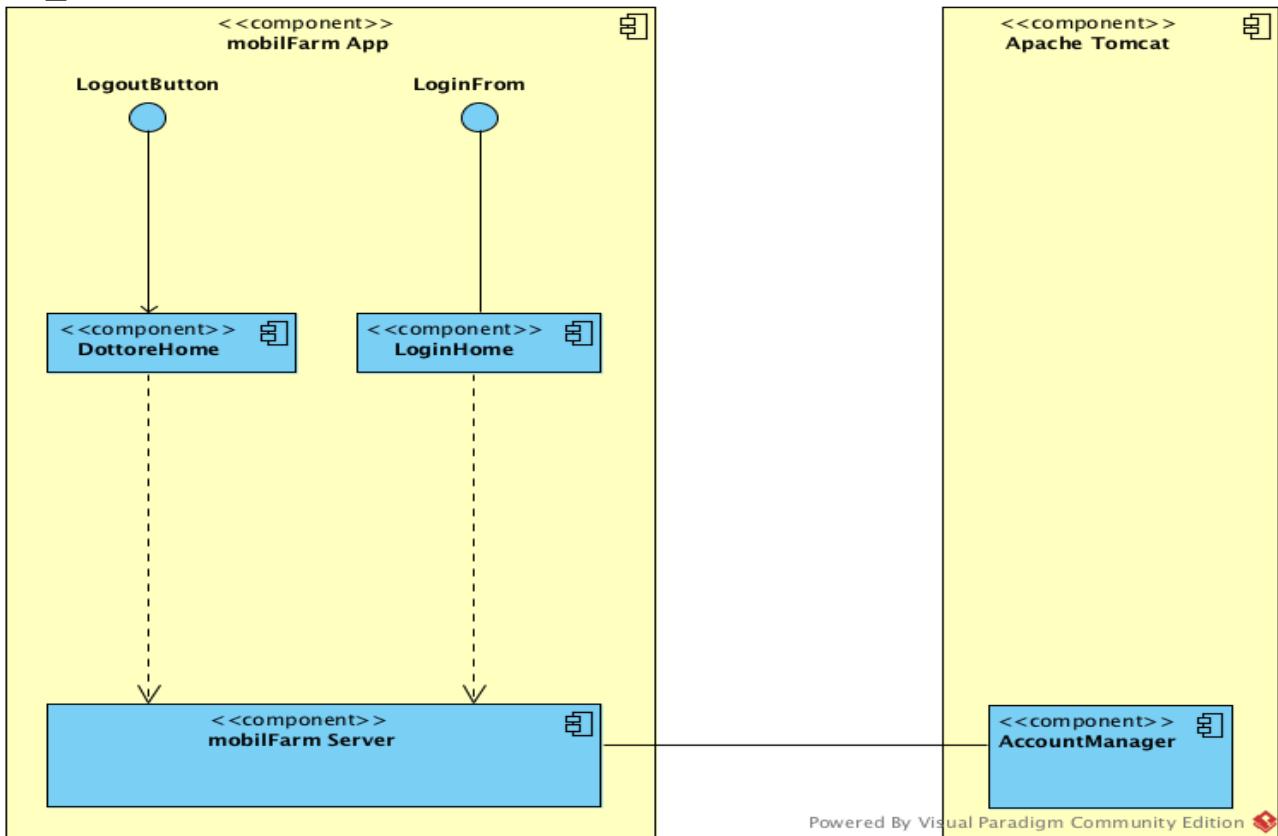 <<component>>
mobilFarm App
LogoutButton
LoginFrom
<<component>>
DottoreHome
<<component>>
LoginHome
<<component>>
mobilFarm Server
<<component>>
Apache Tomcat
<<component>>
AccountManager
Powered By Visual Paradigm Community Edition